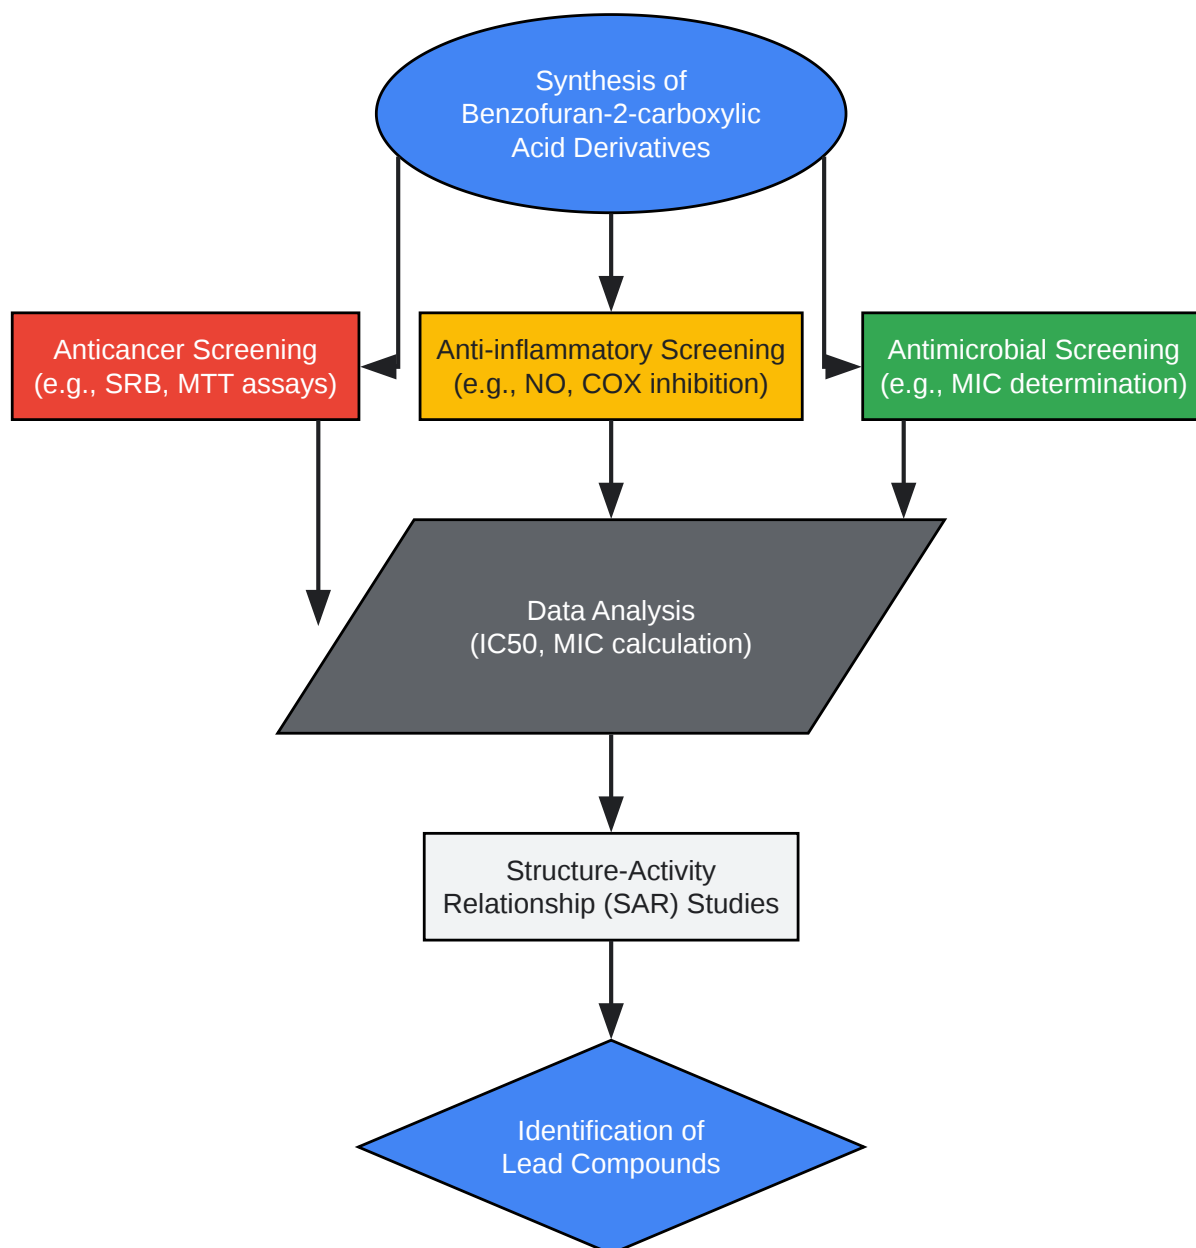 Synthesis of
Benzofuran-2-carboxylic
Acid Derivatives
Anticancer Screening
(e.g., SRB, MTT assays)
Anti-inflammatory Screening
(e.g., NO, COX inhibition)
Antimicrobial Screening
(e.g., MIC determination)
Data Analysis
(IC50, MIC calculation)
Structure-Activity
Relationship (SAR) Studies
Identification of
Lead Compounds